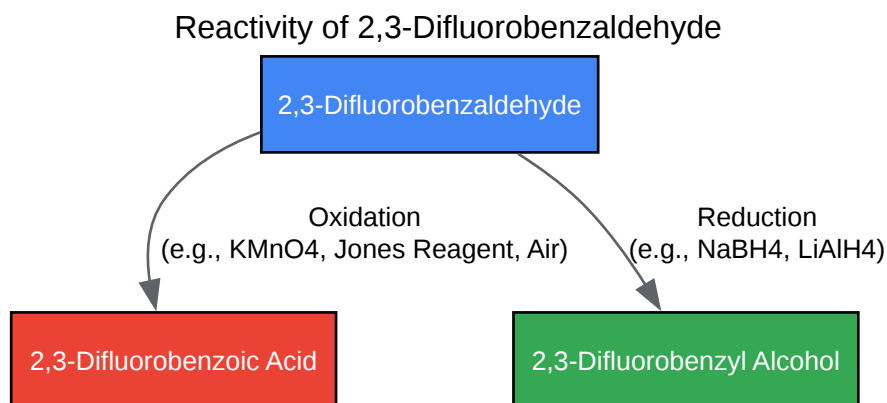 Reactivity of 2,3-Difluorobenzaldehyde
2,3-Difluorobenzaldehyde
Oxidation
(e.g., KMnO4, Jones Reagent, Air)
Reduction
(e.g., NaBH4, LiAlH4)
2,3-Difluorobenzoic Acid
2,3-Difluorobenzyl Alcohol